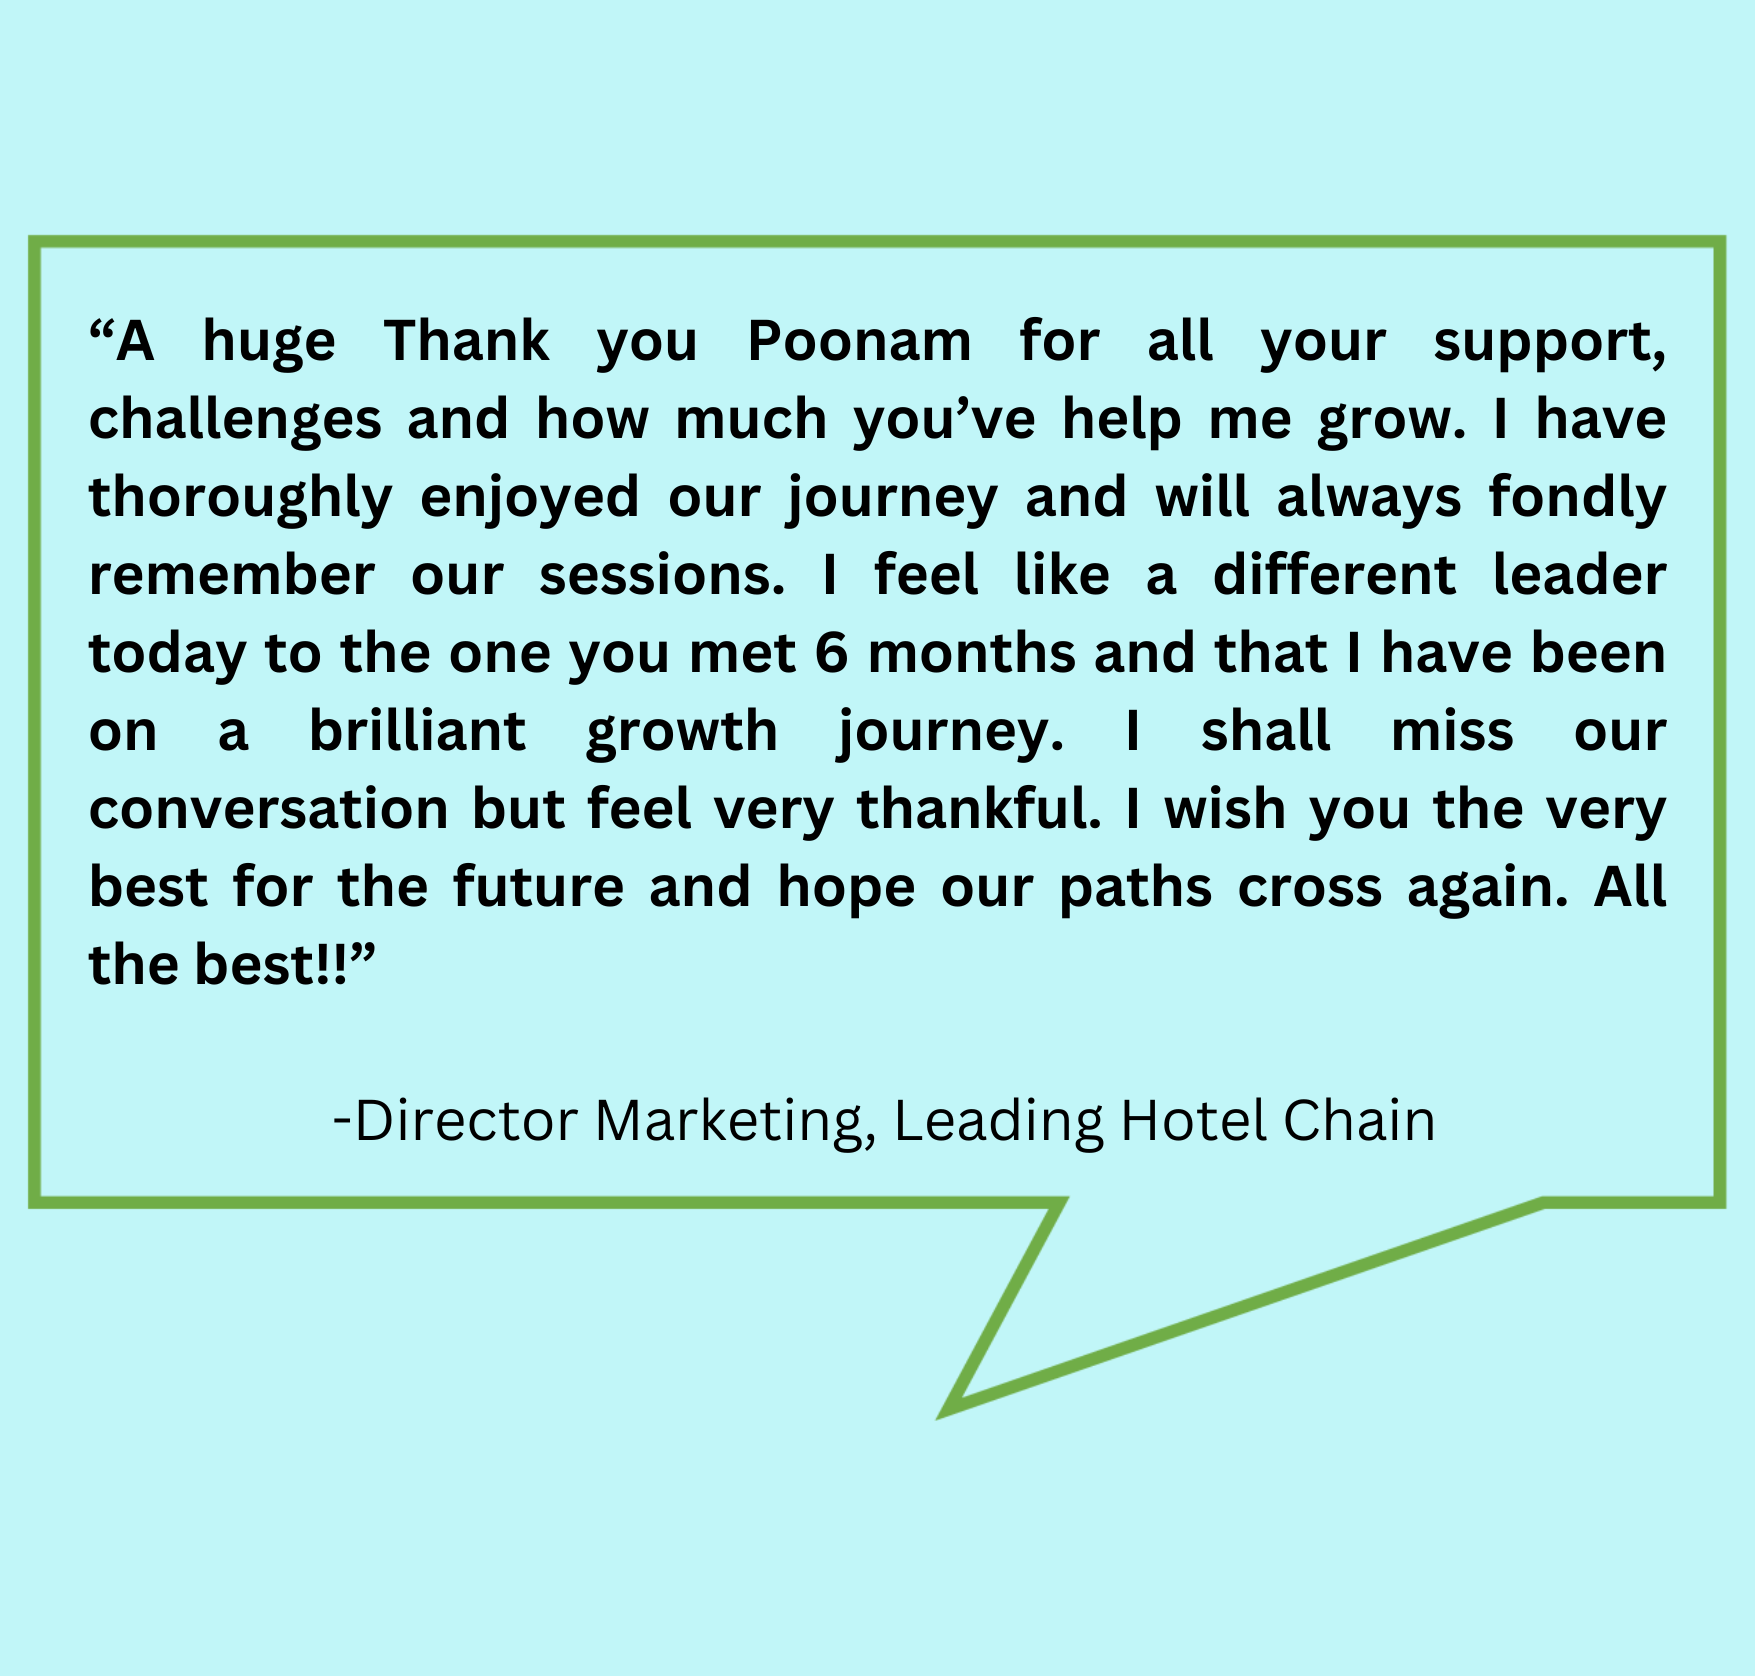 “A huge Thank you Poonam for all your support,
challenges and how much you’ve help me grow. I have
thoroughly enjoyed our journey and will always fondly
remember our sessions. I feel like a different leader
today to the one you met 6 months and that I have been
on a brilliant growth journey. I shall miss our
conversation but feel very thankful. I wish you the very
best for the future and hope our paths cross again. All
the best!!”
-Director Marketing, Leading Hotel Chain